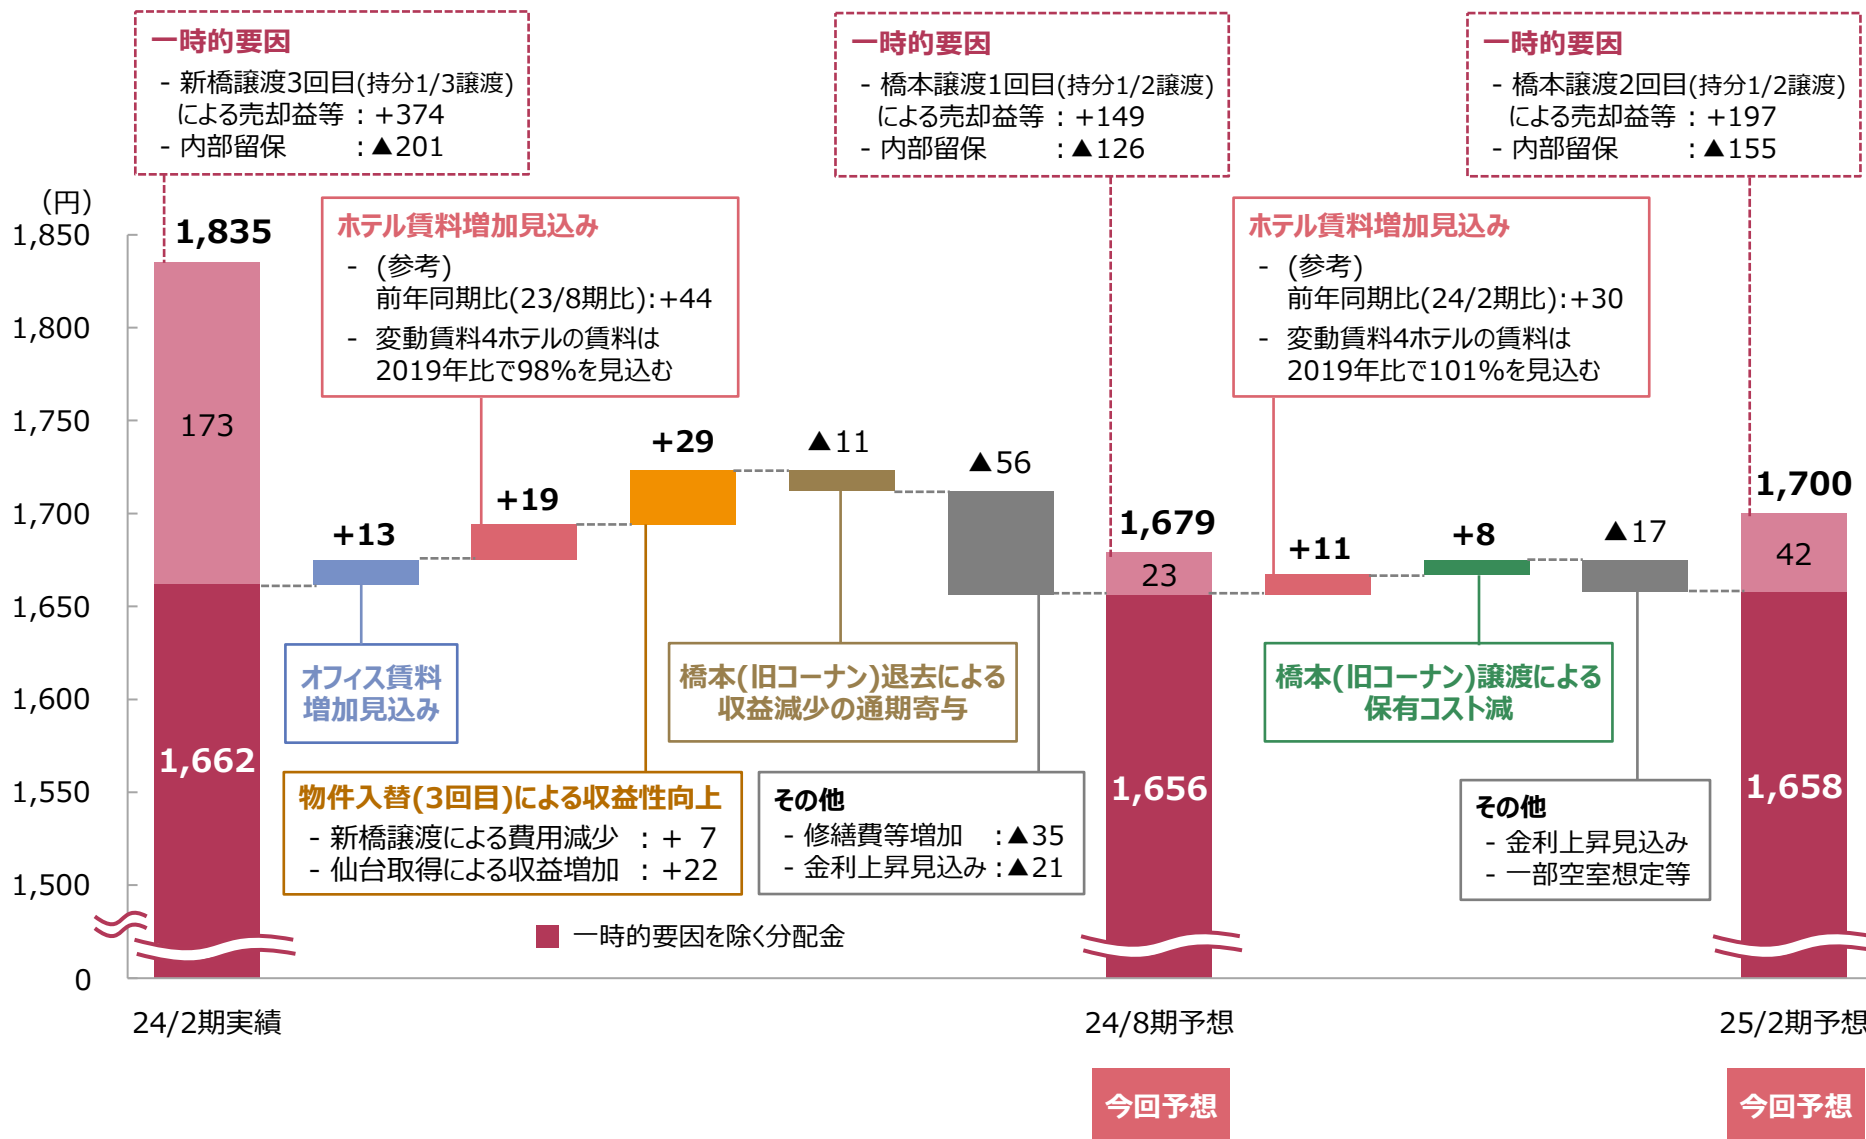 一時的要因
- 新橋譲渡3回目(持分1/3譲渡)
による売却益等 : +374
- 内部留保 : ▲201
一時的要因
- 橋本譲渡1回目(持分1/2譲渡)
による売却益等 : +149
- 内部留保 : ▲126
一時的要因
- 橋本譲渡2回目(持分1/2譲渡)
による売却益等 : +197
- 内部留保 : ▲155
(円)
1,850
1,800
1,750
1,700
1,650
1,600
1,550
1,500
0
1,835
173
1,662
ホテル賃料増加見込み
- (参考)
前年同期比(23/8期比):+44
- 変動賃料4ホテルの賃料は
2019年比で98%を見込む
+13
+19
+29
▲11
▲56
オフィス賃料
増加見込み
物件入替(3回目)による収益性向上
- 新橋譲渡による費用減少 : + 7
- 仙台取得による収益増加 : +22
橋本(旧コーナン)退去による
収益減少の通期寄与
その他
- 修繕費等増加 :▲35
- 金利上昇見込み:▲21
1,679
23
1,656
ホテル賃料増加見込み
- (参考)
前年同期比(24/2期比):+30
- 変動賃料4ホテルの賃料は
2019年比で101%を見込む
+11
+8
▲17
橋本(旧コーナン)譲渡による
保有コスト減
その他
- 金利上昇見込み
- 一部空室想定等
1,700
42
1,658
一時的要因を除く分配金
24/2期実績
24/8期予想
25/2期予想
今回予想
今回予想